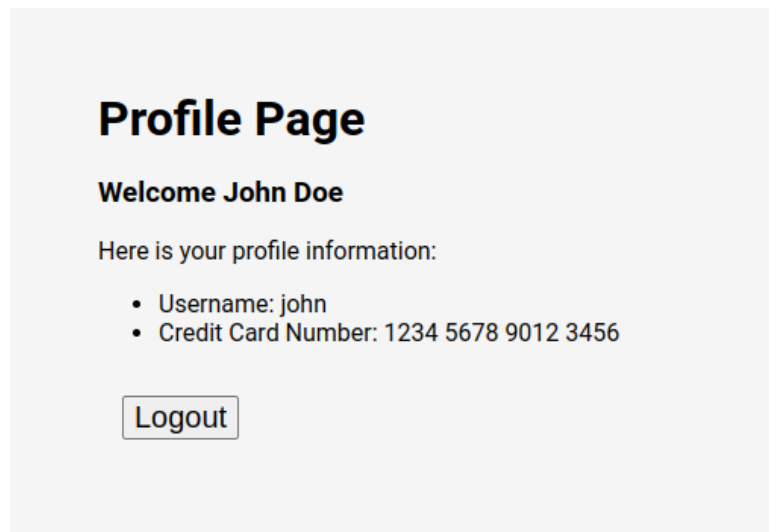 Profile Page
Welcome John Doe
Here is your profile information:
Username: john
Credit Card Number: 1234 5678 9012 3456
Logout